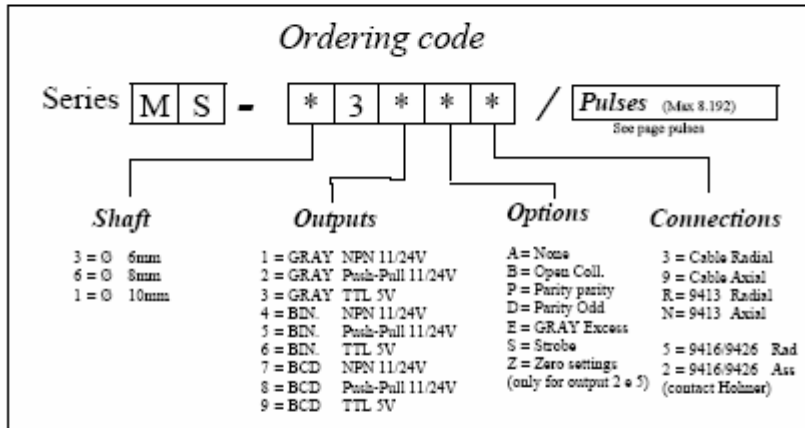 Ordering code
Series M S - * 3 * * * / Pulses (Max 8.192)
See page pulses
Shaft
3 = Ø 6mm
6 = Ø 8mm
1 = Ø 10mm
Outputs
1 = GRAY NPN 11/24V
2 = GRAY Push-Pull 11/24V
3 = GRAY TTL 5V
4 = BIN. NPN 11/24V
5 = BIN. Push-Pull 11/24V
6 = BIN. TTL 5V
7 = BCD NPN 11/24V
8 = BCD Push-Pull 11/24V
9 = BCD TTL 5V
Options
A = None
B = Open Coll.
P = Parity parity
D = Parity Odd
E = GRAY Excess
S = Strobe
Z = Zero settings
(only for output 2 e 5)
Connections
3 = Cable Radial
9 = Cable Axial
R = 9413 Radial
N = 9413 Axial
5 = 9416/9426 Rad
2 = 9416/9426 Ass
(contact Hohner)